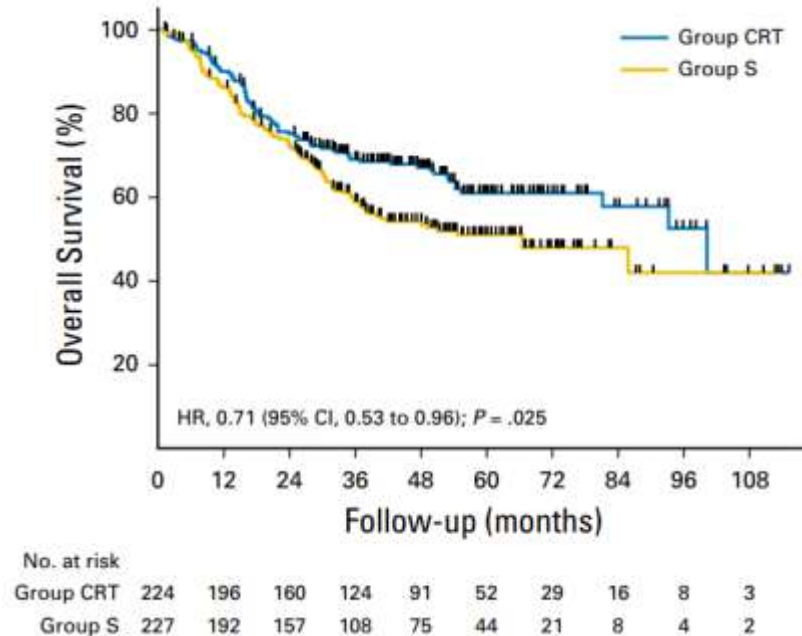 Group CRT
Group S
Overall Survival (%)
100
80
60
40
20
HR, 0.71 (95% CI, 0.53 to 0.96); P = .025
0 12 24 36 48 60 72 84 96 108
Follow-up (months)
No. at risk
Group CRT 224 196 160 124 91 52 29 16 8 3
Group S 227 192 157 108 75 44 21 8 4 2